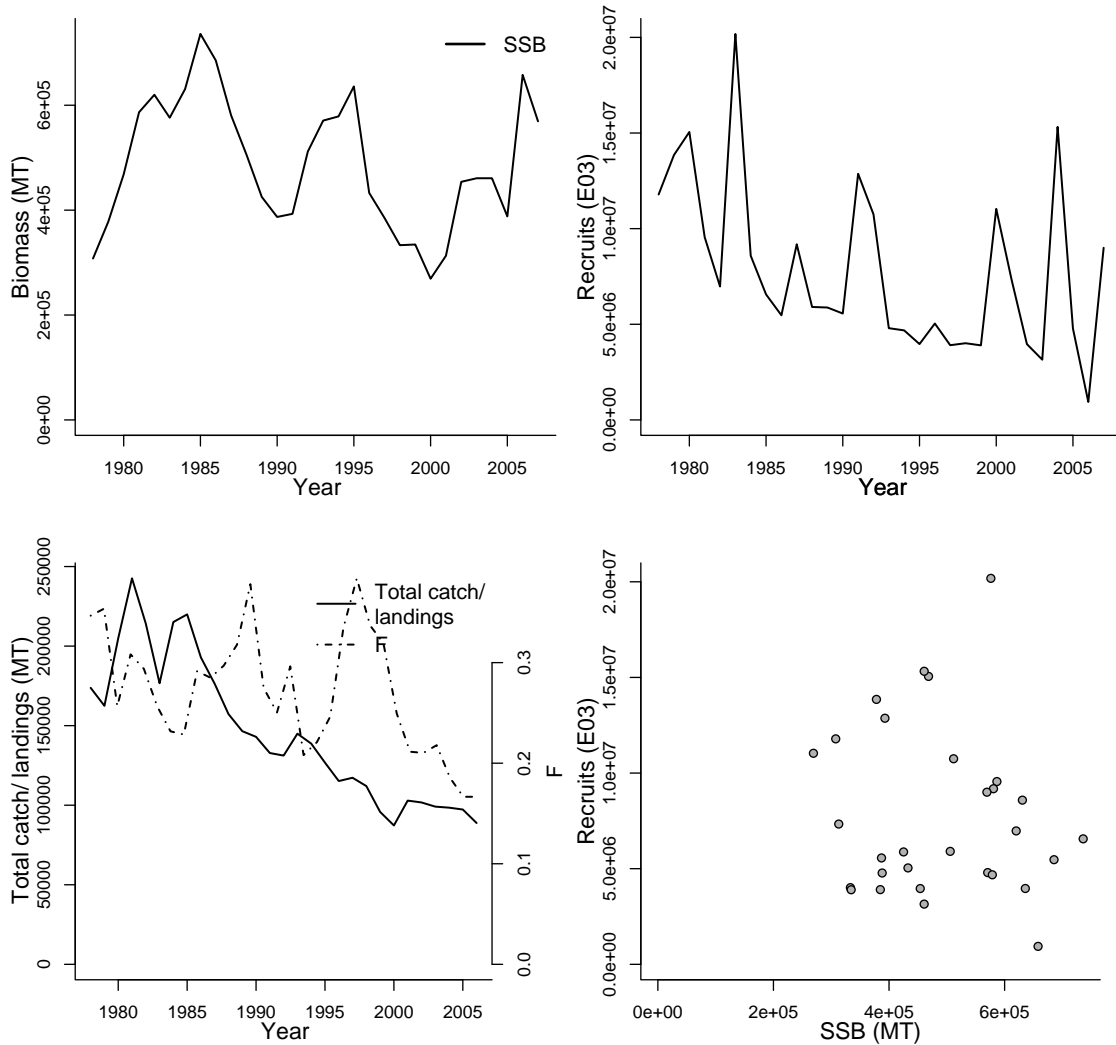 SSB
Biomass (MT)
0e+00 2e+05 4e+05 6e+05
1980 1985 1990 1995 2000 2005
Year
Recruits (E03)
0.0e+00 5.0e+06 1.0e+07 1.5e+07 2.0e+07
1980 1985 1990 1995 2000 2005
Year
Total catch/ landings (MT)
0 50000 100000 150000 200000 250000
Total catch/
landings
F
0.0 0.1 0.2 0.3
F
1980 1985 1990 1995 2000 2005
Year
Recruits (E03)
0.0e+00 5.0e+06 1.0e+07 1.5e+07 2.0e+07
0e+00 2e+05 4e+05 6e+05
SSB (MT)